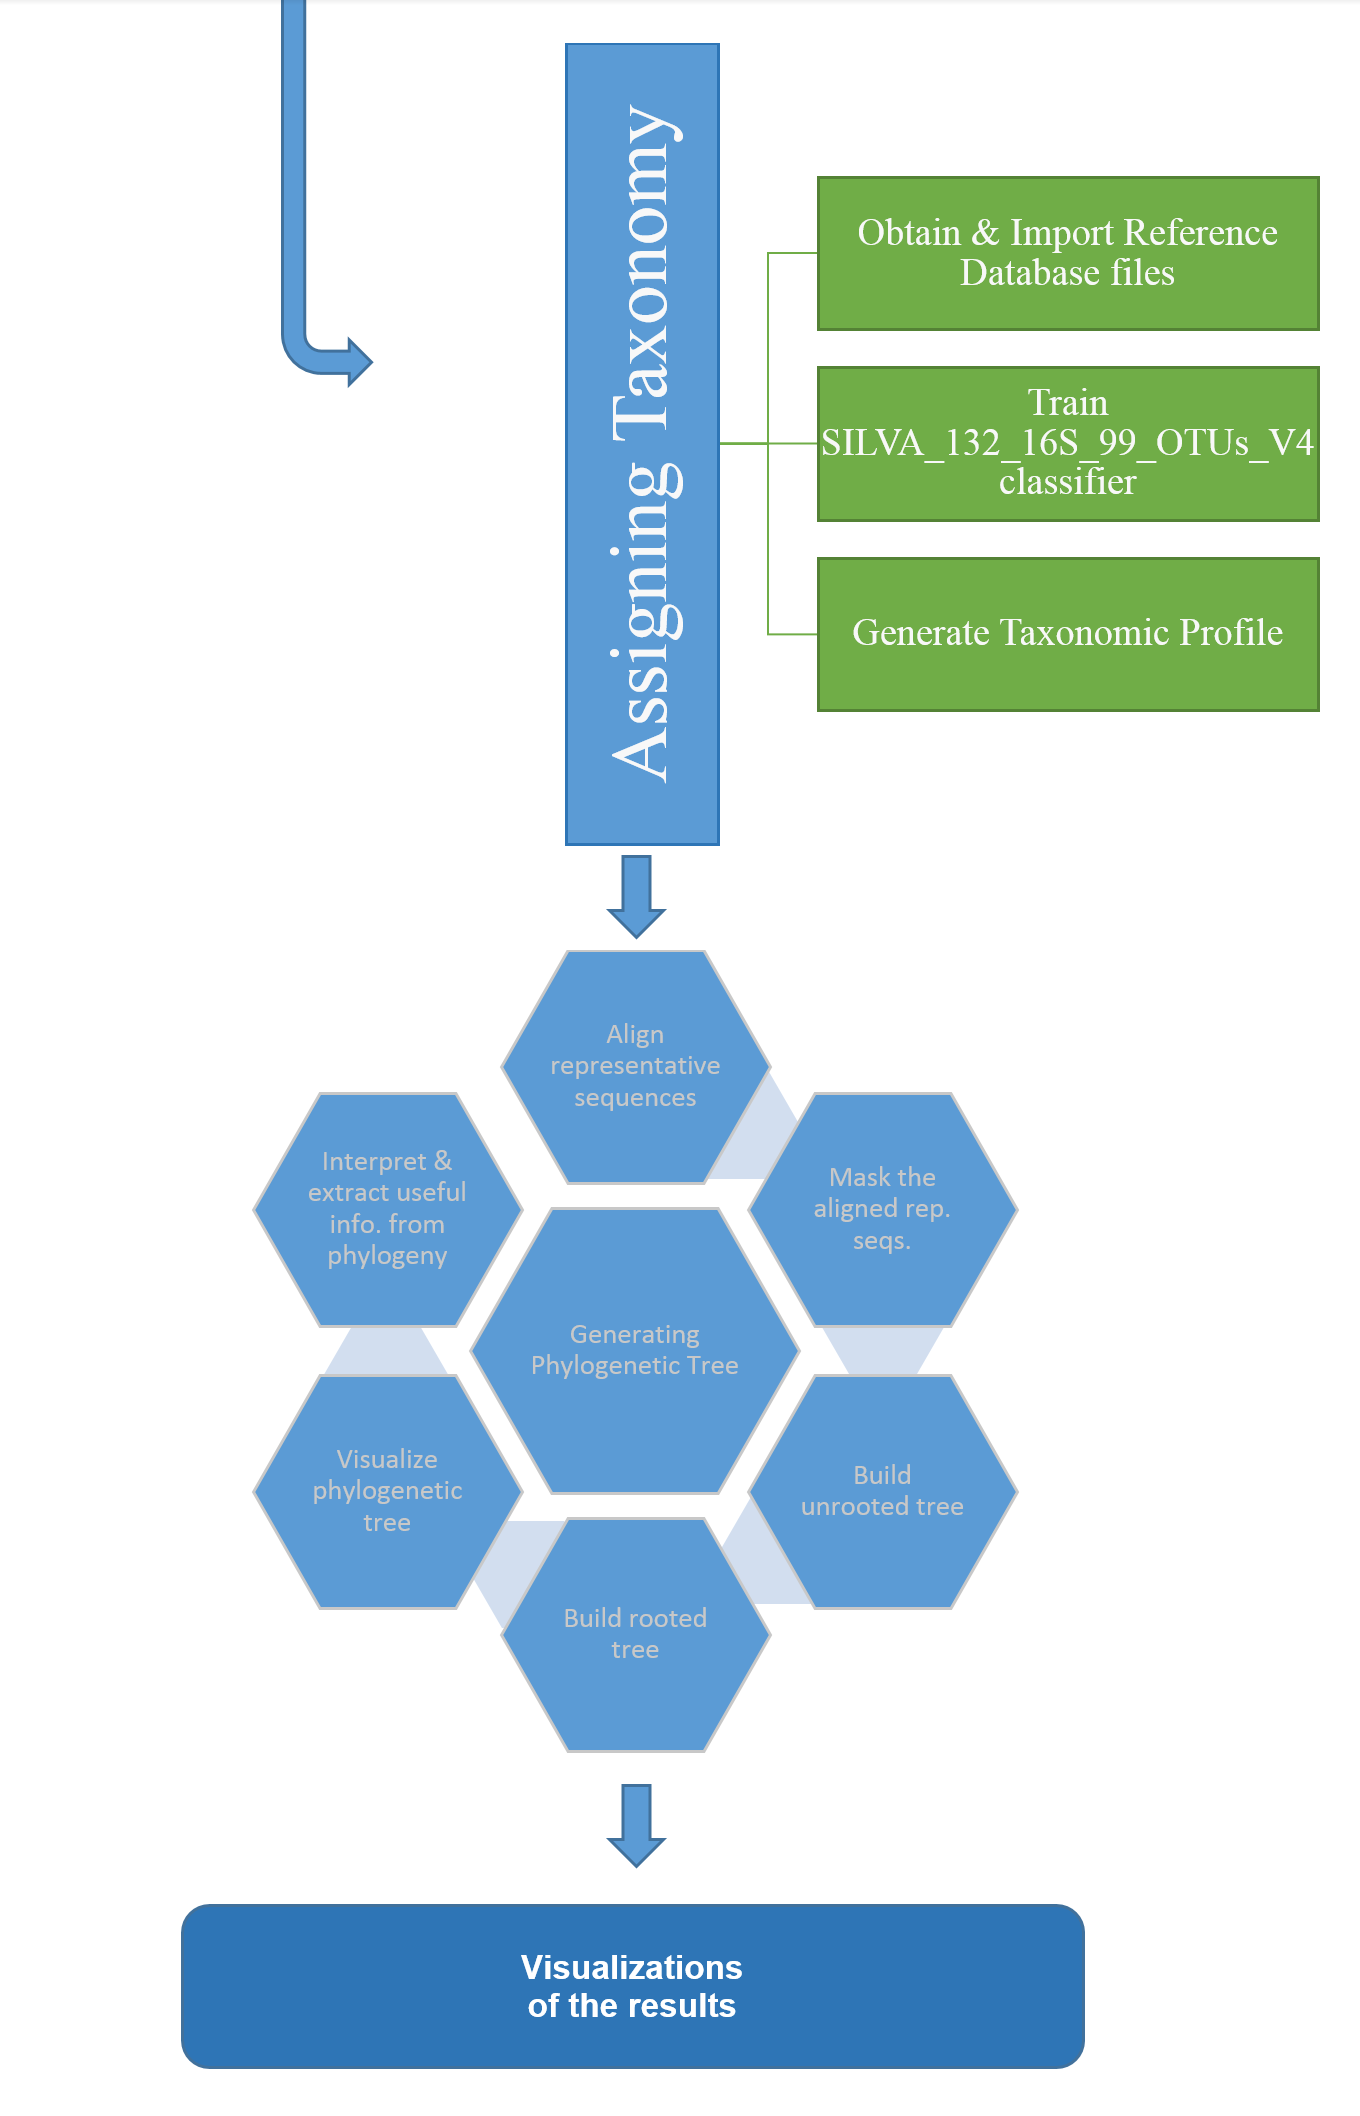 Assigning Taxonomy
Obtain & Import Reference
Database files
Train
SILVA_132_16S_99_OTUs_V4
classifier
Generate Taxonomic Profile
Align
representative
sequences
Mask the
aligned rep.
seqs.
Build
unrooted tree
Build rooted
tree
Visualize
phylogenetic
tree
Interpret &
extract useful
info. from
phylogeny
Generating
Phylogenetic Tree
Visualizations
of the results